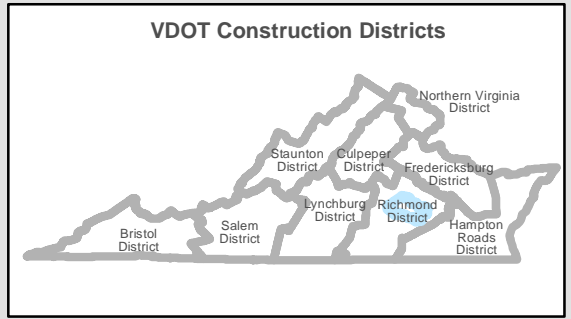 VDOT Construction Districts
Northern Virginia
District
Staunton
District
Culpeper
District
Fredericksburg
District
Lynchburg
District
Richmond
District
Hampton
Roads
District
Salem
District
Bristol
District